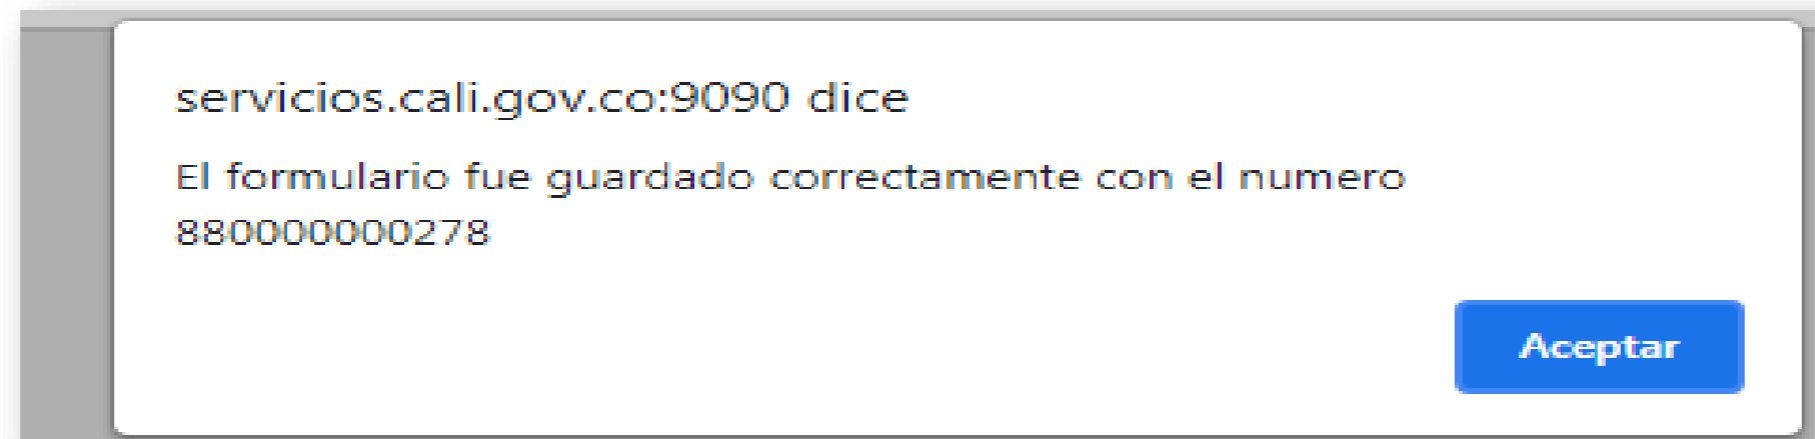 servicios.cali.gov.co:9090 dice
El formulario fue guardado correctamente con el numero
880000000278
Aceptar